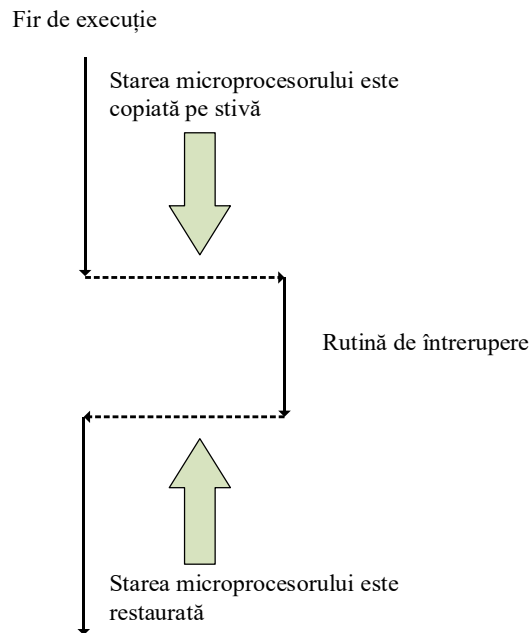 Fir de execuție
Starea microprocesorului este
copiată pe stivă
Rutină de întrerupere
Starea microprocesorului este
restaurată